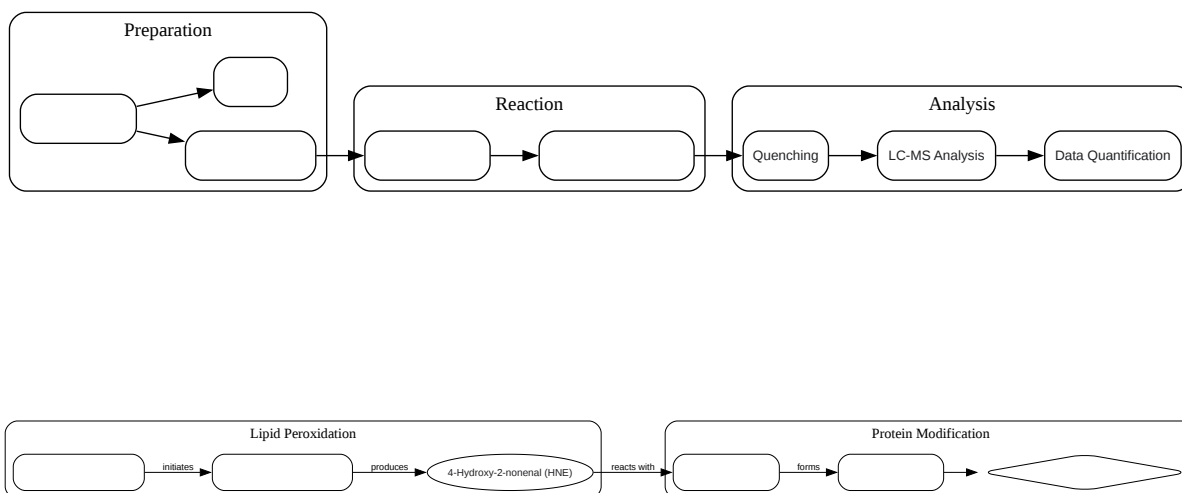 Preparation
Reaction
Analysis
Quenching
LC-MS Analysis
Data Quantification
Lipid Peroxidation
Protein Modification
initiates
produces
4-Hydroxy-2-nonenal (HNE)
reacts with
forms